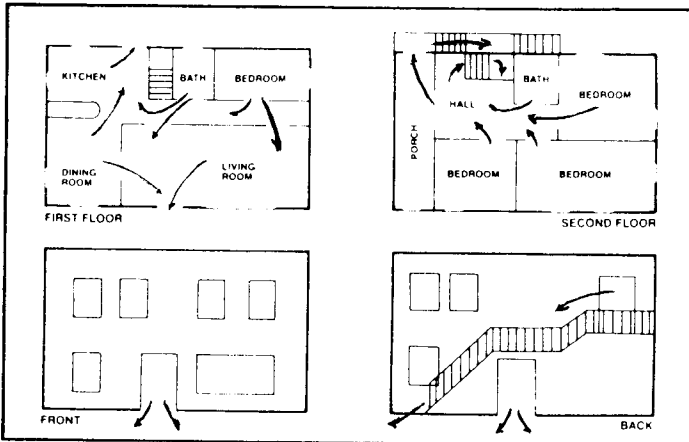 KITCHEN
BATH
BEDROOM
DINING
ROOM
LIVING
ROOM
FIRST FLOOR
HALL
BATH
BEDROOM
PORCH
BEDROOM
BEDROOM
SECOND FLOOR
FRONT
BACK